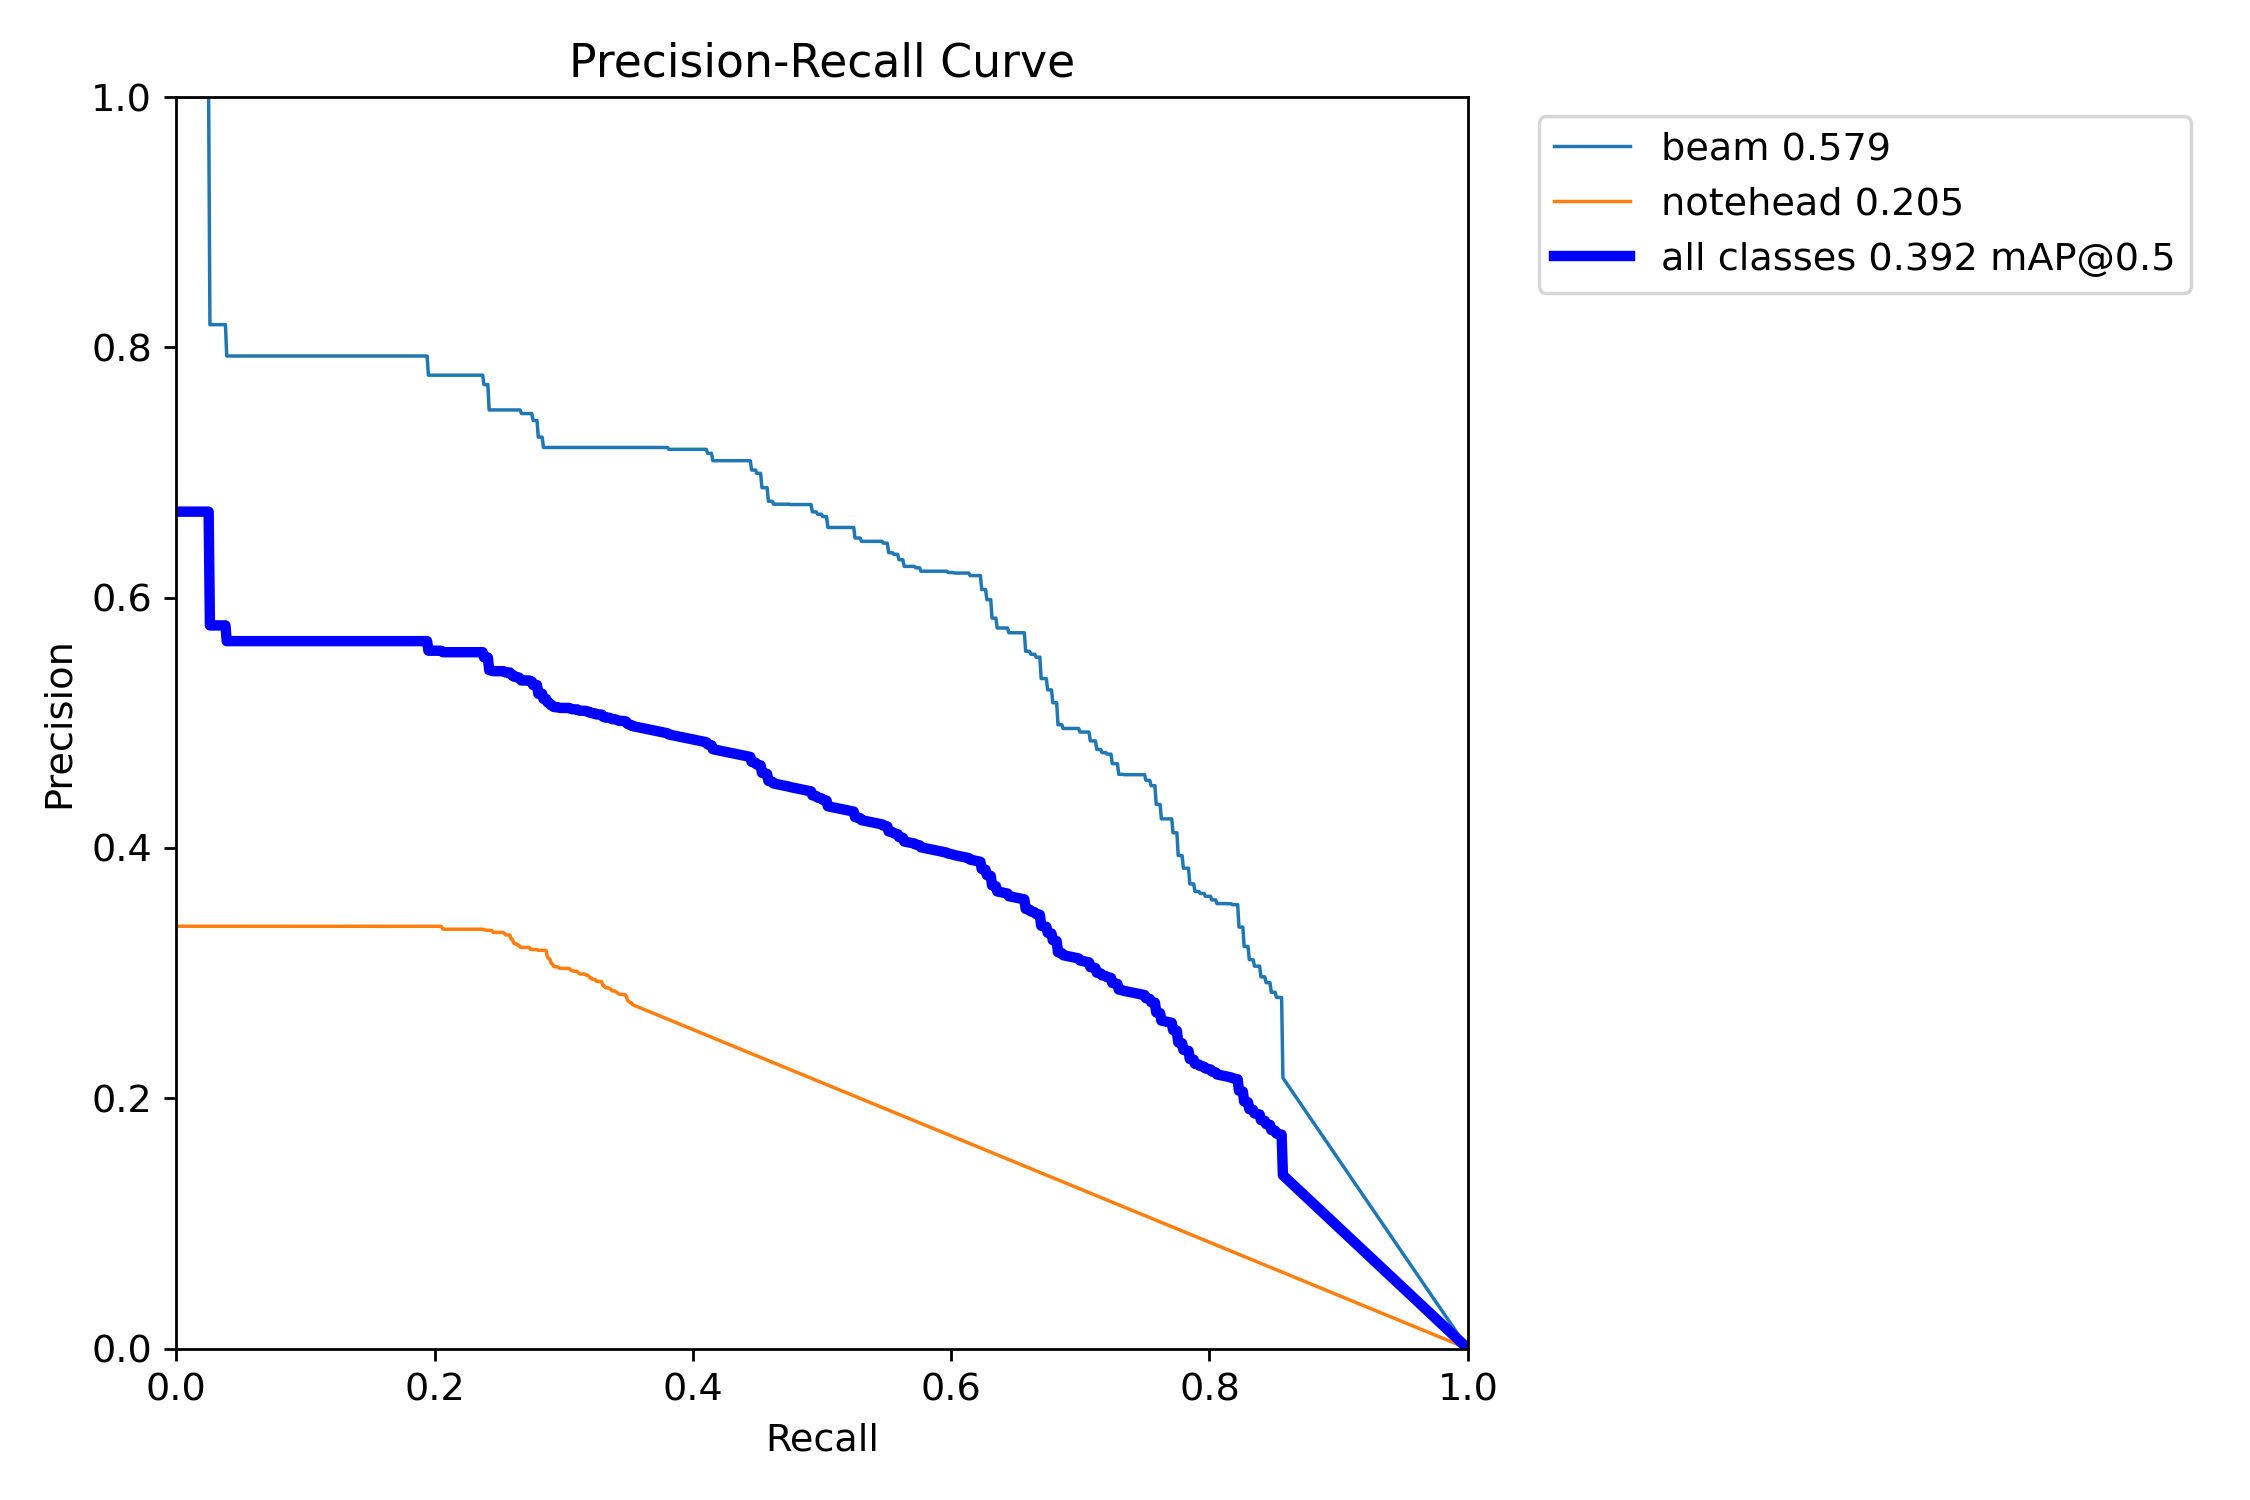 Precision-Recall Curve
beam 0.579
notehead 0.205
all classes 0.392 mAP@0.5
1.0
0.8
0.6
0.4
0.2
0.0
Precision
0.0 0.2 0.4 0.6 0.8 1.0
Recall